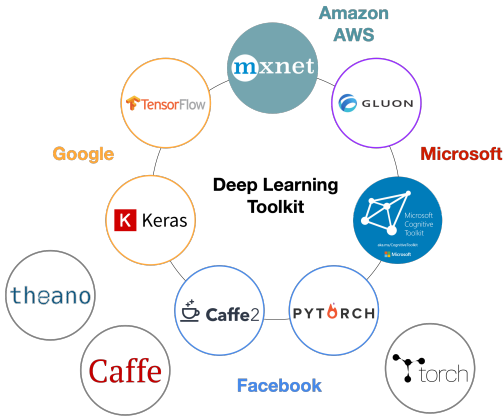 Amazon
AWS
mxnet
TensorFlow
GLUON
Google
Microsoft
Deep Learning
Toolkit
K Keras
Microsoft
Cognitive
Toolkit
Microsoft
theano
Caffe2
PYTORCH
Caffe
Facebook
torch